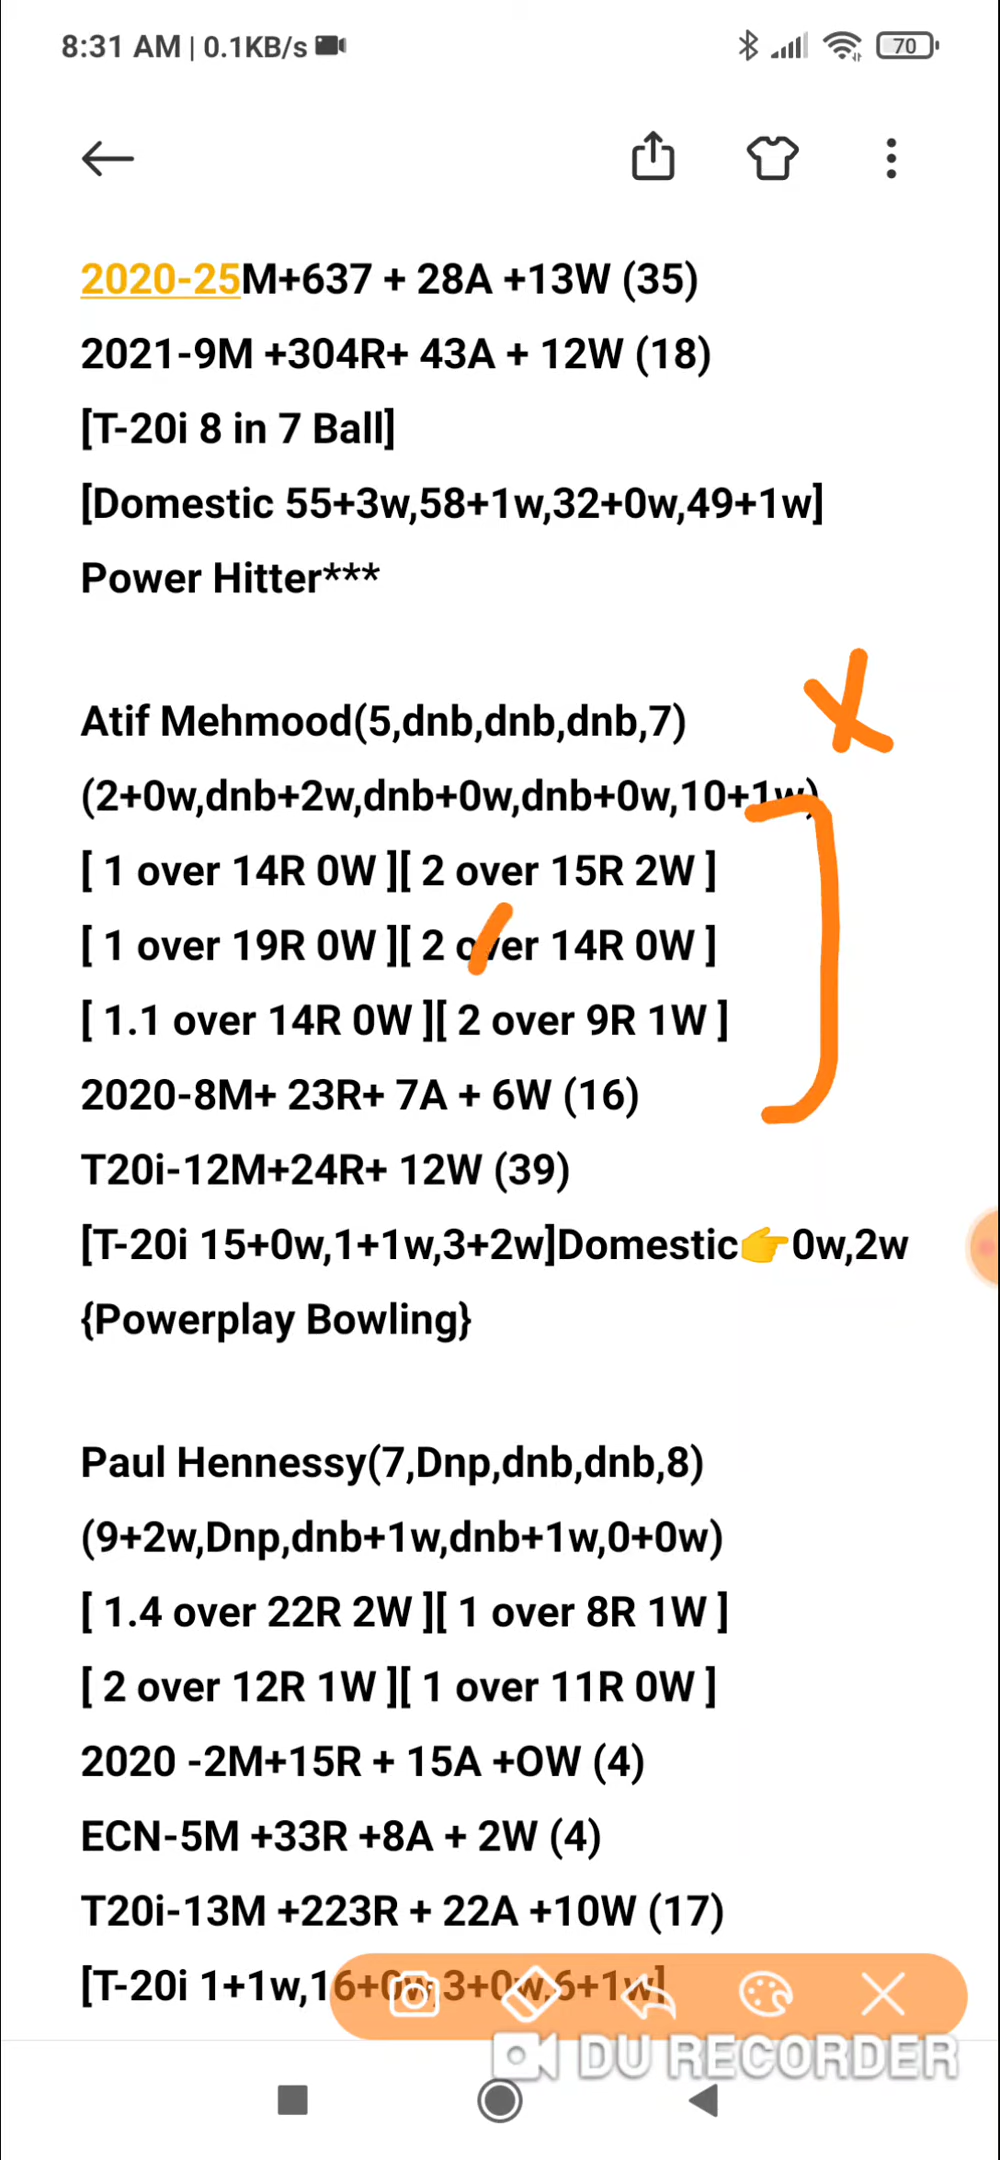 8:31 AM | 0.1KB/s
70
2020-25M+637 + 28A +13W (35)
2021-9M +304R+ 43A + 12W (18)
[T-20i 8 in 7 Ball]
[Domestic 55+3w,58+1w,32+0w,49+1w]
Power Hitter***
Atif Mehmood(5,dnb,dnb,dnb,7)
(2+0w,dnb+2w,dnb+0w,dnb+0w,10+1w)
[ 1 over 14R 0W ][ 2 over 15R 2W ]
[ 1 over 19R 0W ][ 2 over 14R 0W ]
[ 1.1 over 14R 0W ][ 2 over 9R 1W ]
2020-8M+ 23R+ 7A + 6W (16)
T20i-12M+24R+ 12W (39)
[T-20i 15+0w,1+1w,3+2w]Domestic👉0w,2w
{Powerplay Bowling}
Paul Hennessy(7,Dnp,dnb,dnb,8)
(9+2w,Dnp,dnb+1w,dnb+1w,0+0w)
[ 1.4 over 22R 2W ][ 1 over 8R 1W ]
[ 2 over 12R 1W ][ 1 over 11R 0W ]
2020 -2M+15R + 15A +OW (4)
ECN-5M +33R +8A + 2W (4)
T20i-13M +223R + 22A +10W (17)
[T-20i 1+1w,16+0w,3+0w,6+1w]
DU RECORDER